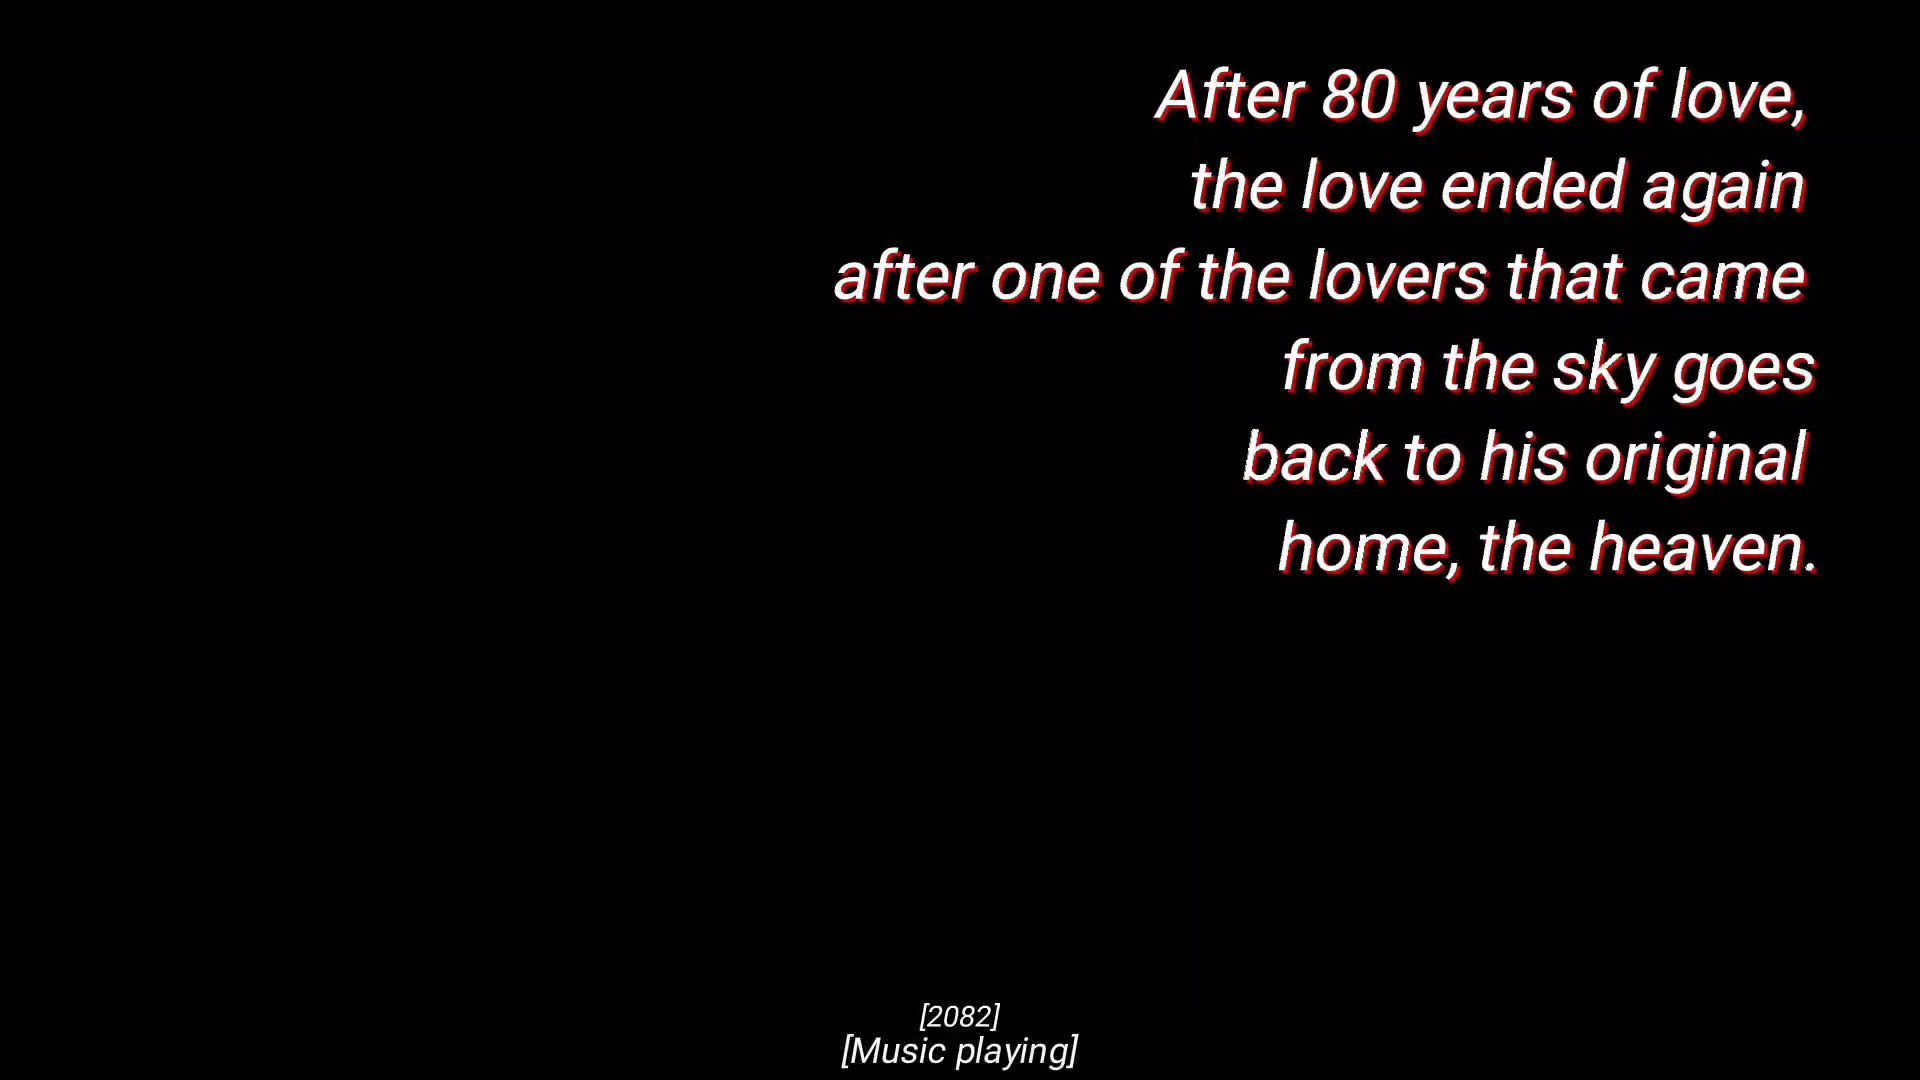 After 80 years of love,
the love ended again
after one of the lovers that came
from the sky goes
back to his original
home, the heaven.
[2082]
[Music playing]